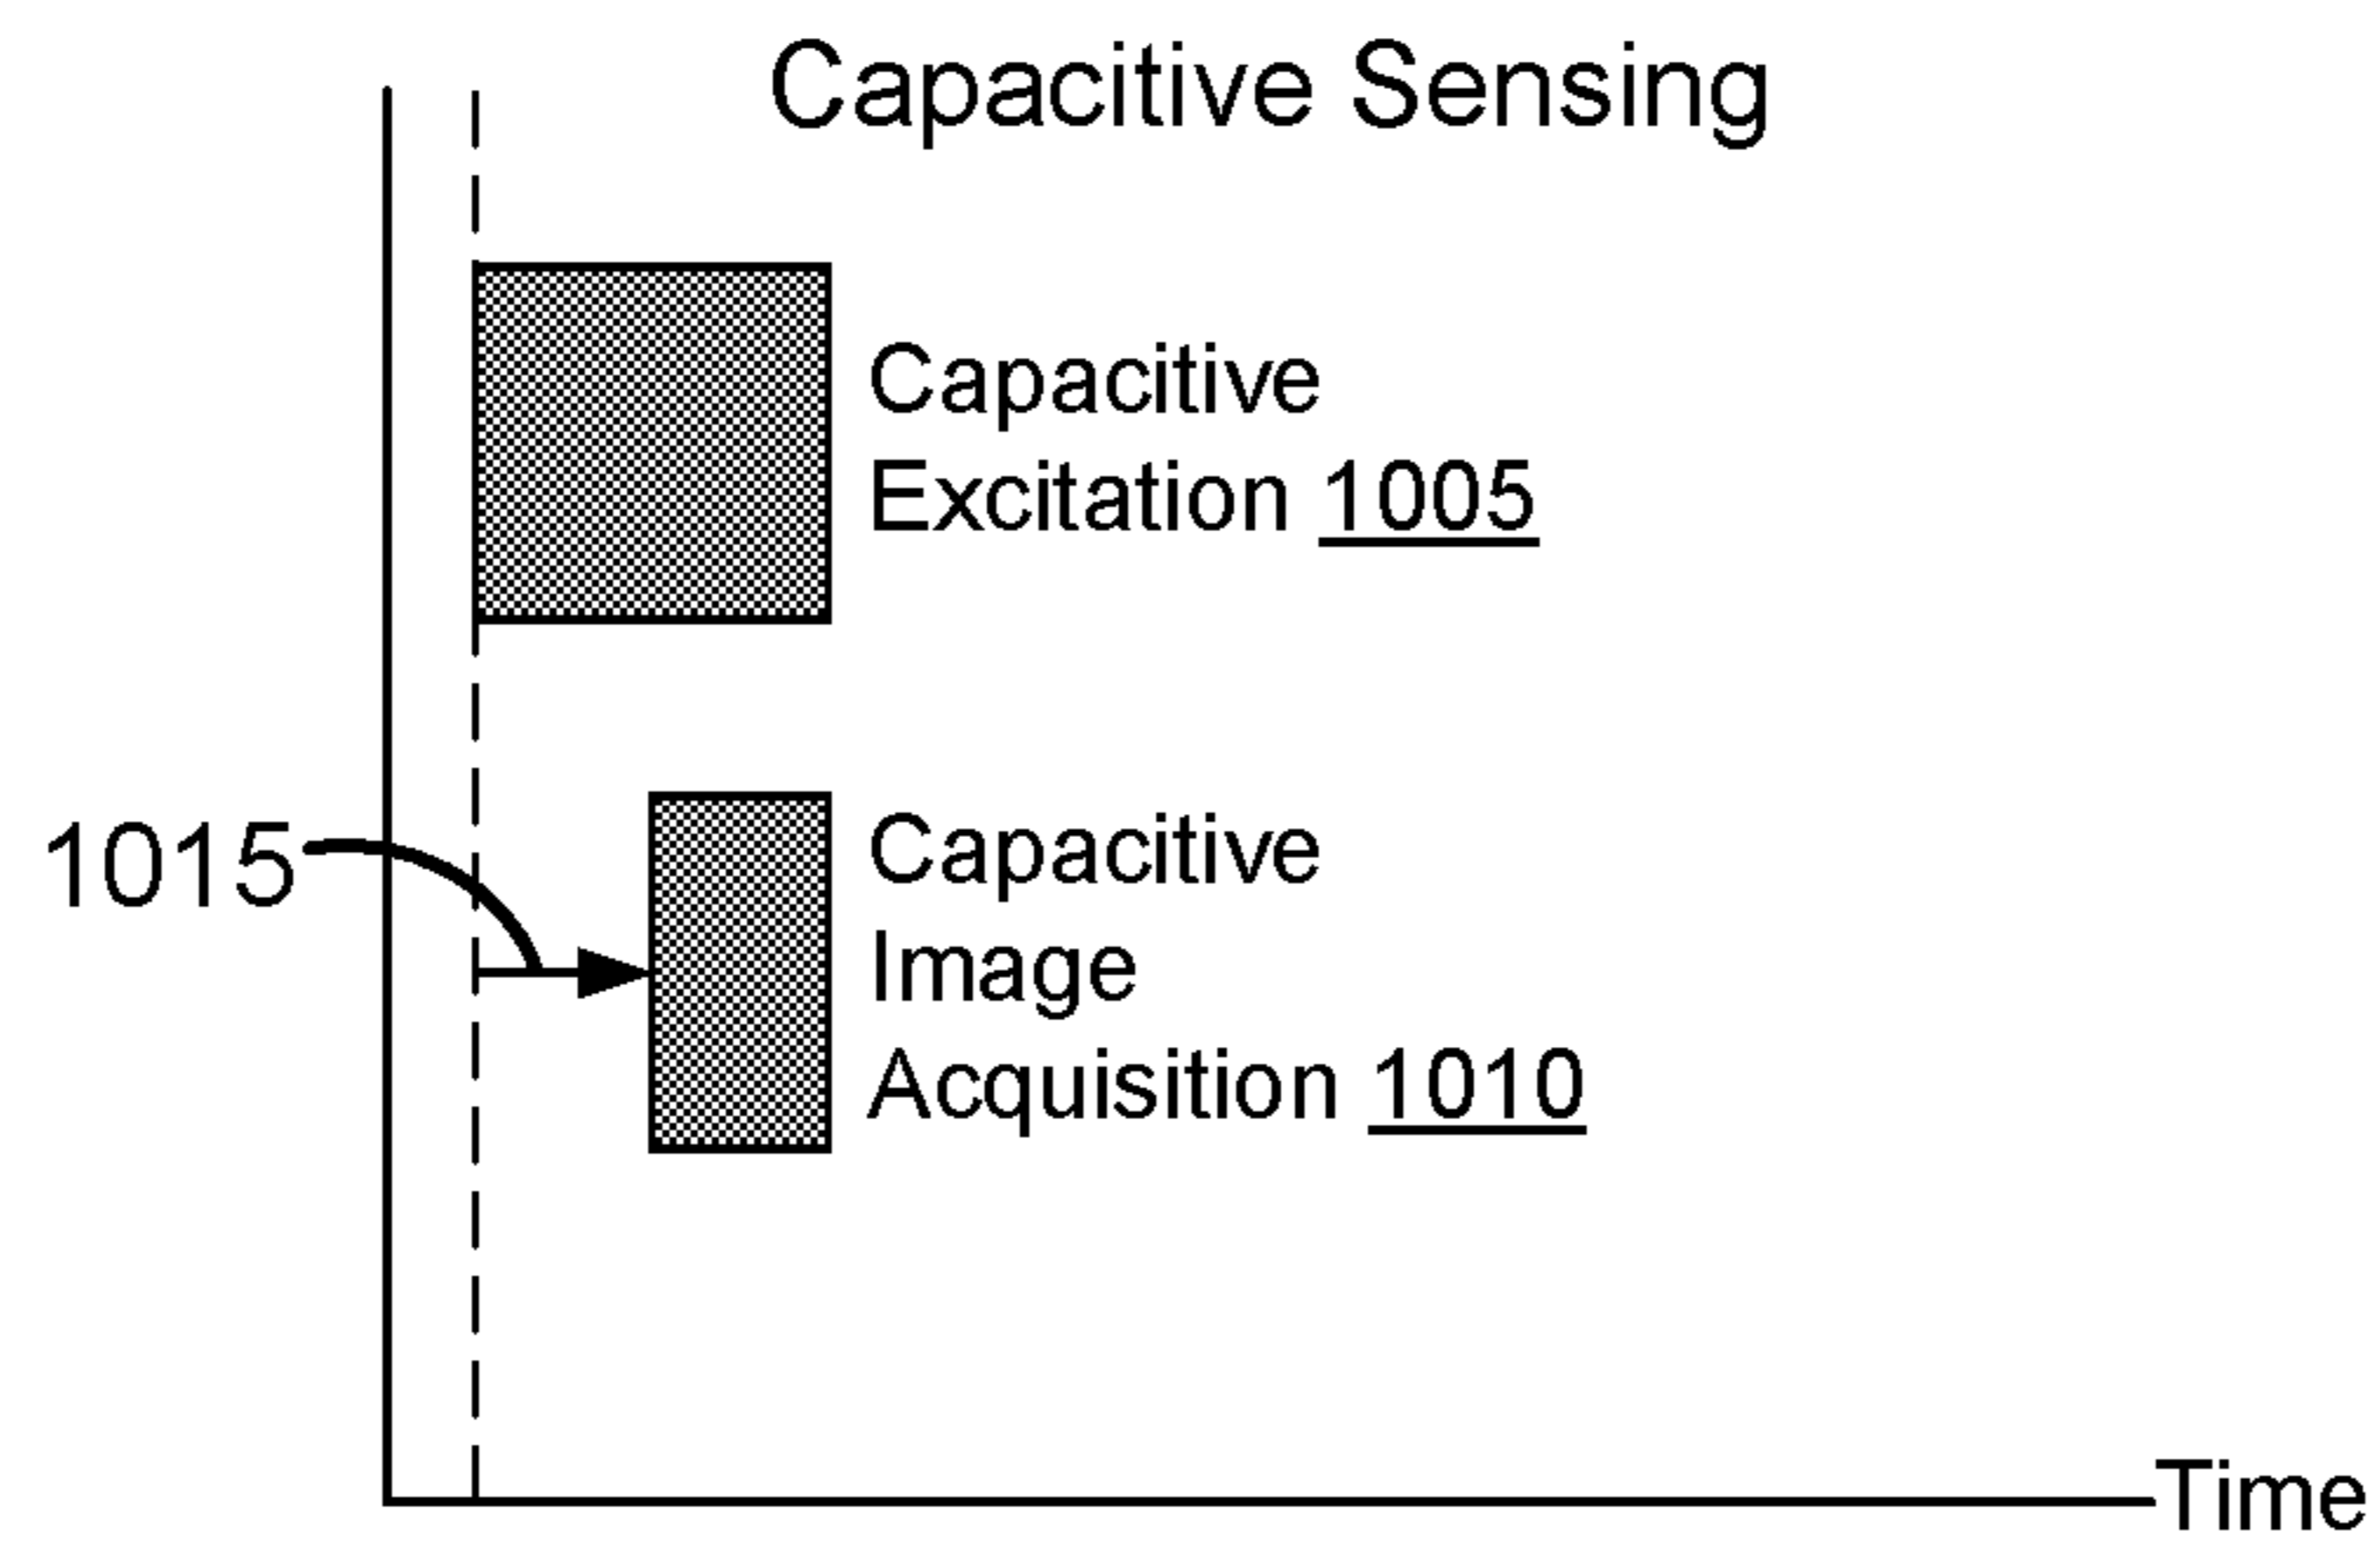 Capacitive Sensing
Capacitive
Excitation 1005
1015
Capacitive
Image
Acquisition 1010
Time